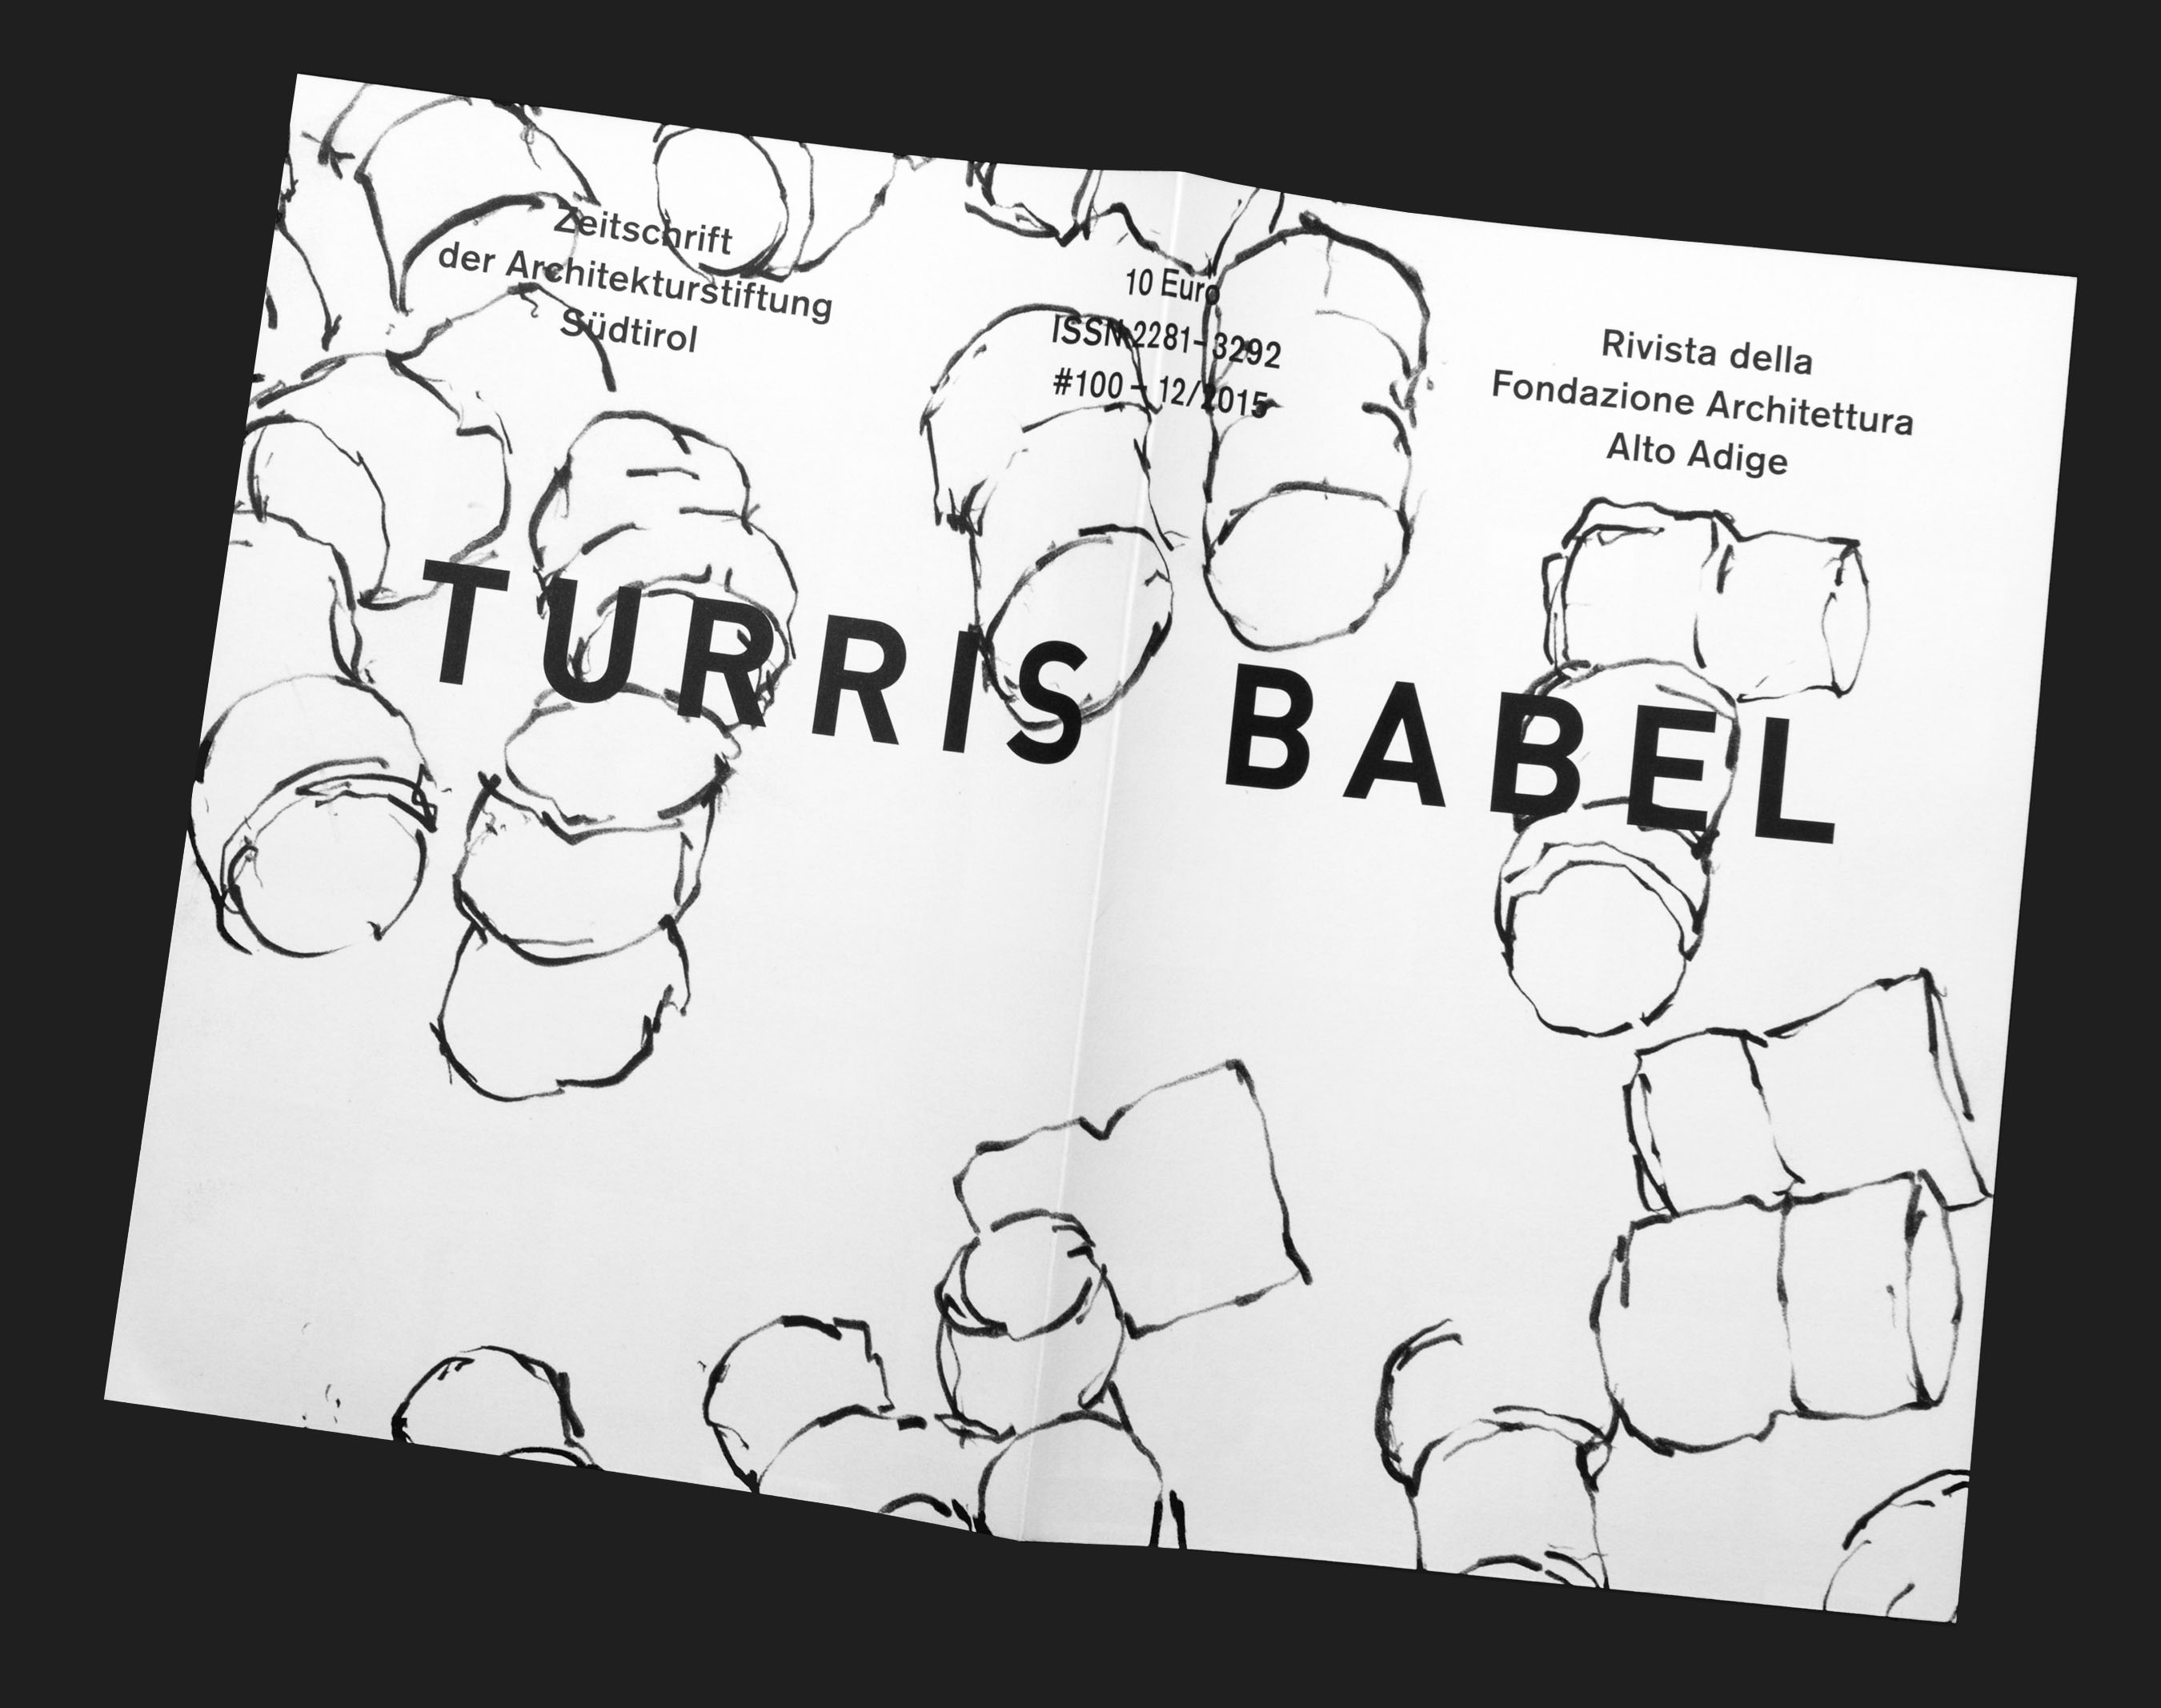 Zeitschrift
der Architekturstiftung
Südtirol
10 Euro
ISSN 2281-3292
#100 – 12/2015
Rivista della
Fondazione Architettura
Alto Adige
TURRIS BABEL